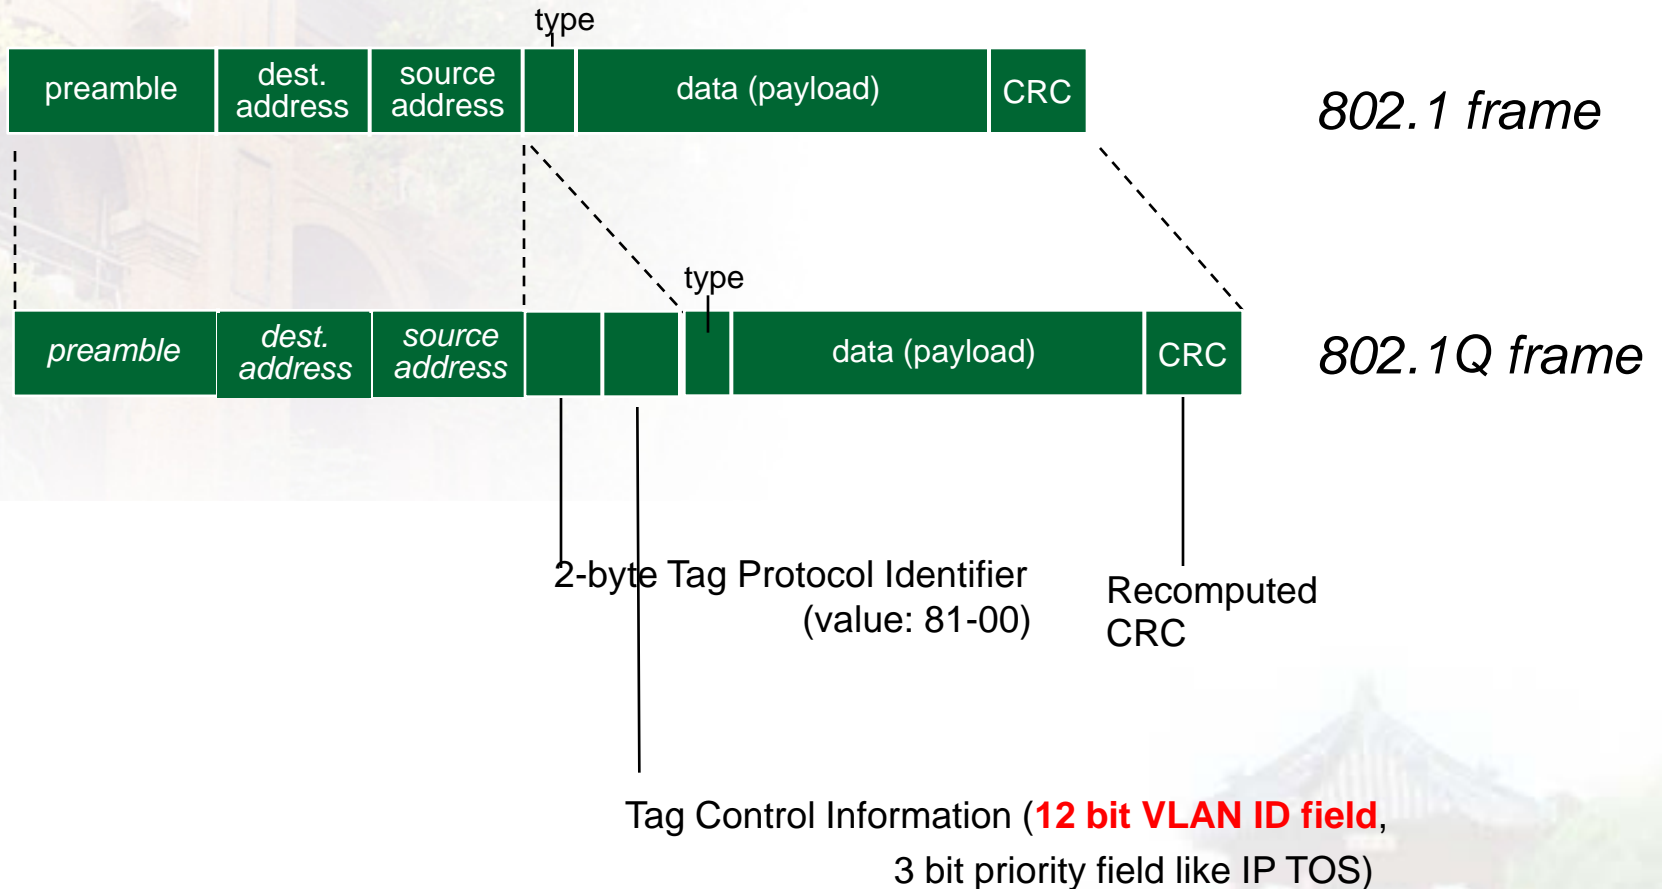 type
preamble
dest.
address
source
address
data (payload)
CRC
802.1 frame
type
preamble
dest.
address
source
address
data (payload)
CRC
802.1Q frame
2-byte Tag Protocol Identifier
(value: 81-00)
Recomputed
CRC
Tag Control Information (12 bit VLAN ID field,
3 bit priority field like IP TOS)